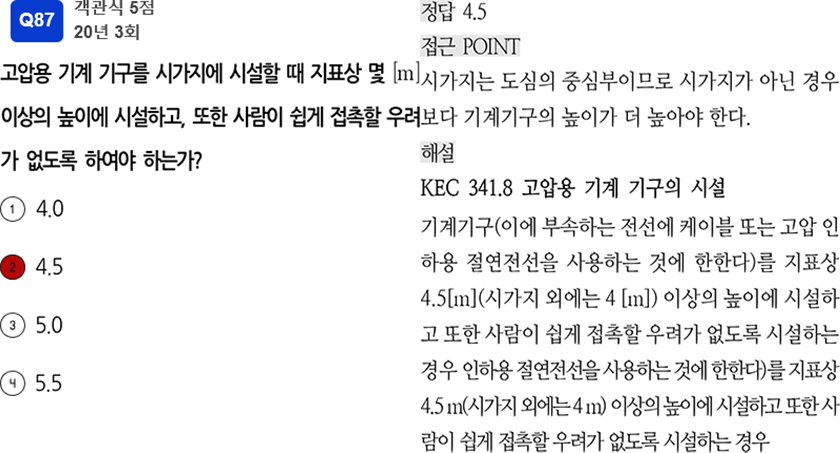 Q87
객관식 5점
20년 3회
고압용 기계 기구를 시가지에 시설할 때 지표상 몇 [m]
이상의 높이에 시설하고, 또한 사람이 쉽게 접촉할 우려
가 없도록 하여야 하는가?
① 4.0
② 4.5
③ 5.0
④ 5.5
정답 4.5
접근 POINT
시가지는 도심의 중심부이므로 시가지가 아닌 경우
보다 기계기구의 높이가 더 높아야 한다.
해설
KEC 341.8 고압용 기계 기구의 시설
기계기구(이에 부속하는 전선에 케이블 또는 고압 인
하용 절연전선을 사용하는 것에 한한다)를 지표상
4.5[m](시가지 외에는 4 [m]) 이상의 높이에 시설하
고 또한 사람이 쉽게 접촉할 우려가 없도록 시설하는
경우 인하용 절연전선을 사용하는 것에 한한다)를 지표상
4.5 m(시가지 외에는 4 m) 이상의 높이에 시설하고 또한 사
람이 쉽게 접촉할 우려가 없도록 시설하는 경우